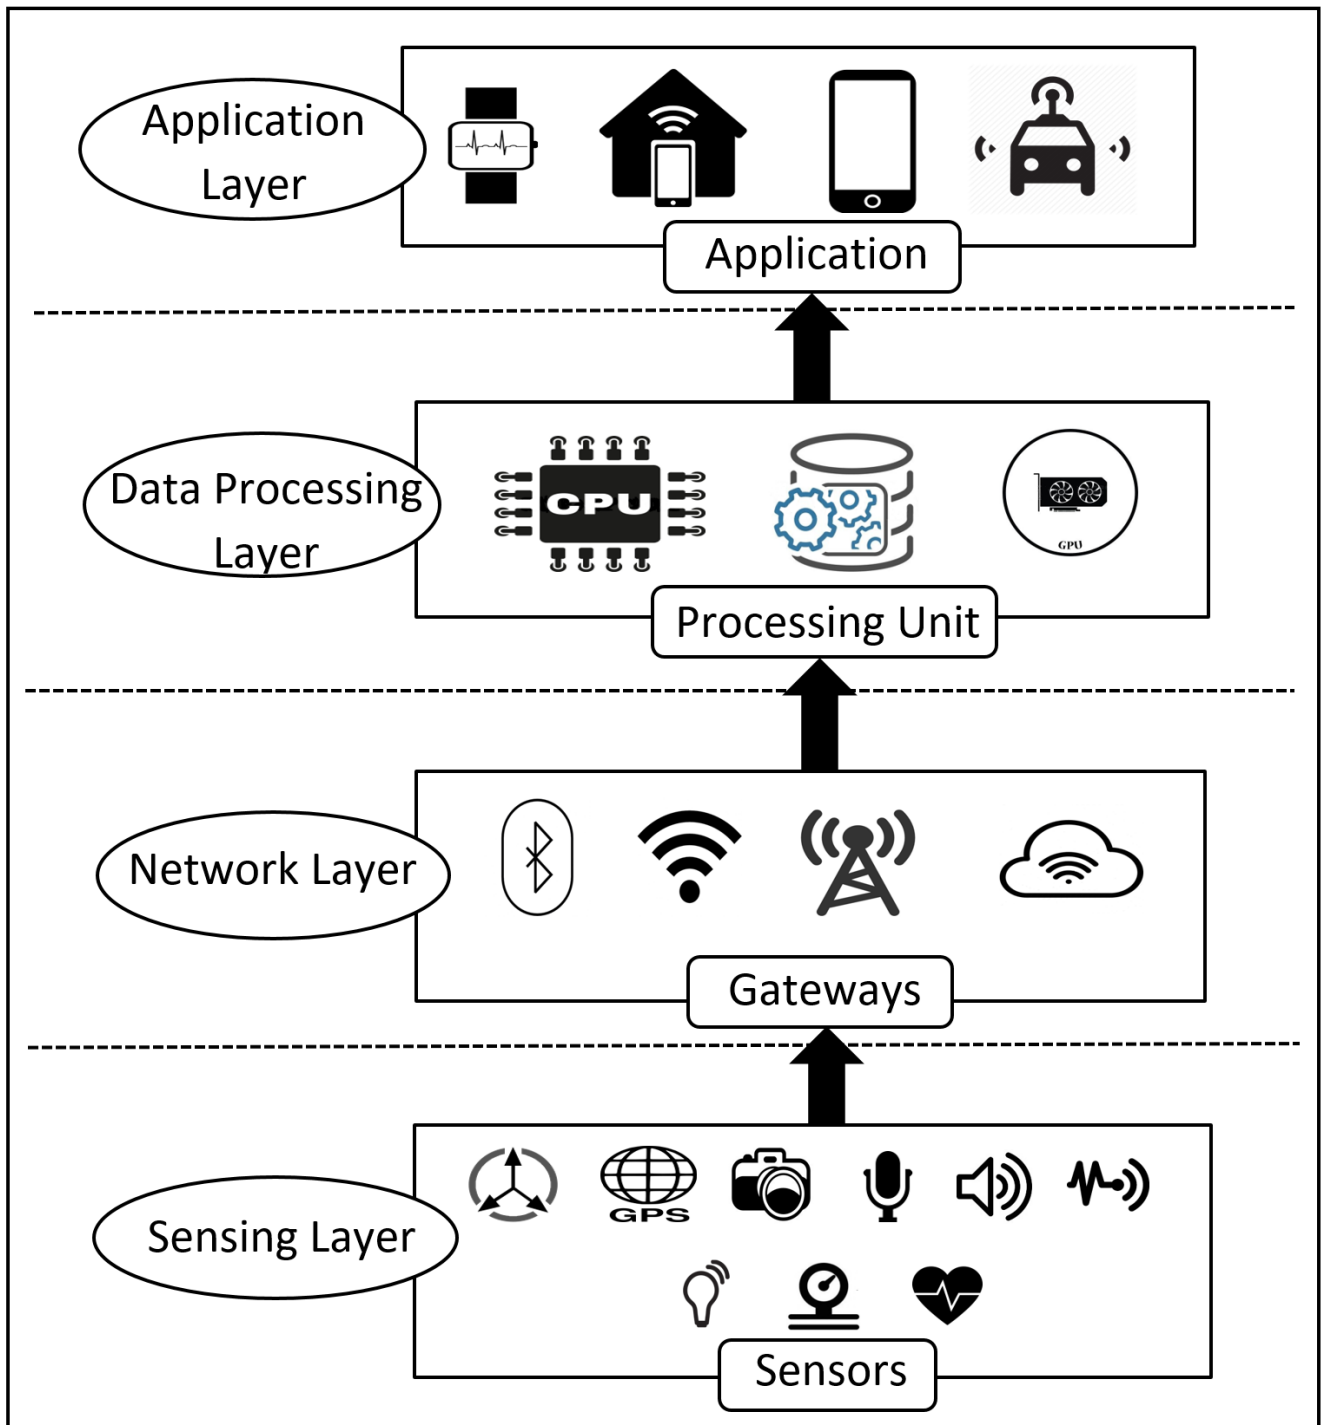 Application
Layer
Application
Data Processing
Layer
CPU
GPU
Processing Unit
Network Layer
Gateways
GPS
Sensing Layer
Sensors